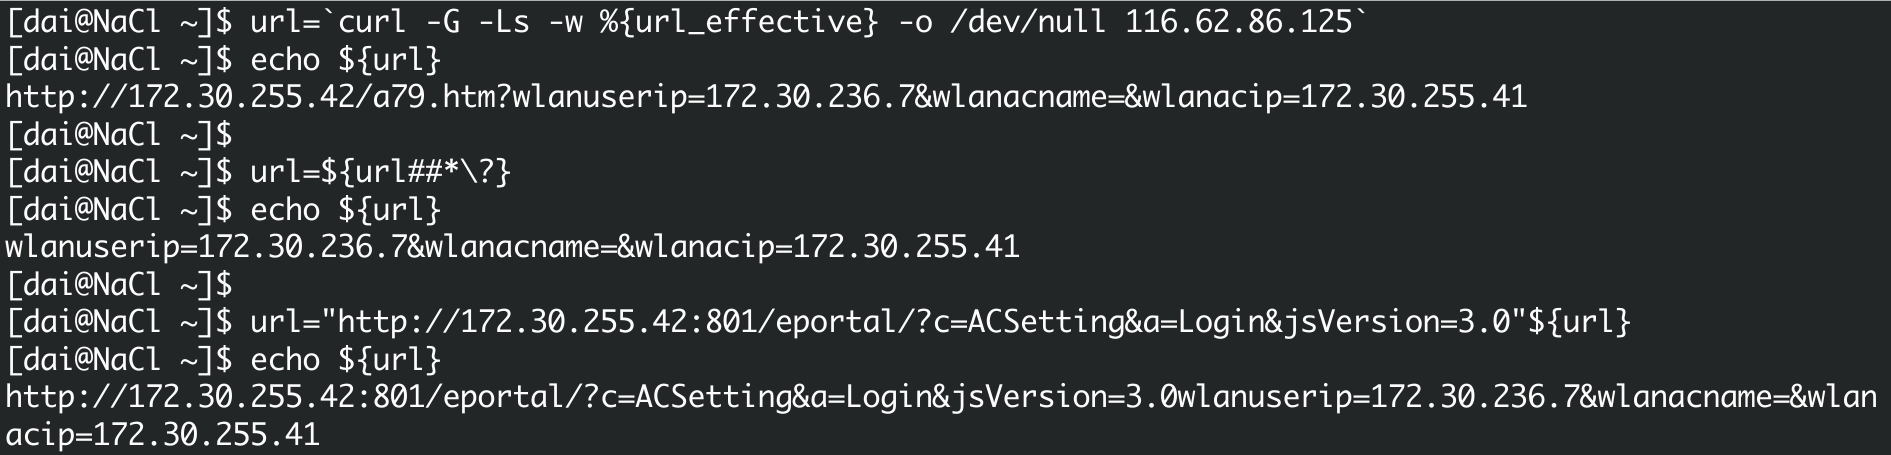 [dai@NaCl ~]$ url=`curl -G -Ls -w %{url_effective} -o /dev/null 116.62.86.125`
[dai@NaCl ~]$ echo ${url}
http://172.30.255.42/a79.htm?wlanuserip=172.30.236.7&wlanacname=&wlanacip=172.30.255.41
[dai@NaCl ~]$
[dai@NaCl ~]$ url=${url##*\?}
[dai@NaCl ~]$ echo ${url}
wlanuserip=172.30.236.7&wlanacname=&wlanacip=172.30.255.41
[dai@NaCl ~]$
[dai@NaCl ~]$ url="http://172.30.255.42:801/eportal/?c=ACSetting&a=Login&jsVersion=3.0"${url}
[dai@NaCl ~]$ echo ${url}
http://172.30.255.42:801/eportal/?c=ACSetting&a=Login&jsVersion=3.0wlanuserip=172.30.236.7&wlanacname=&wlan
acip=172.30.255.41